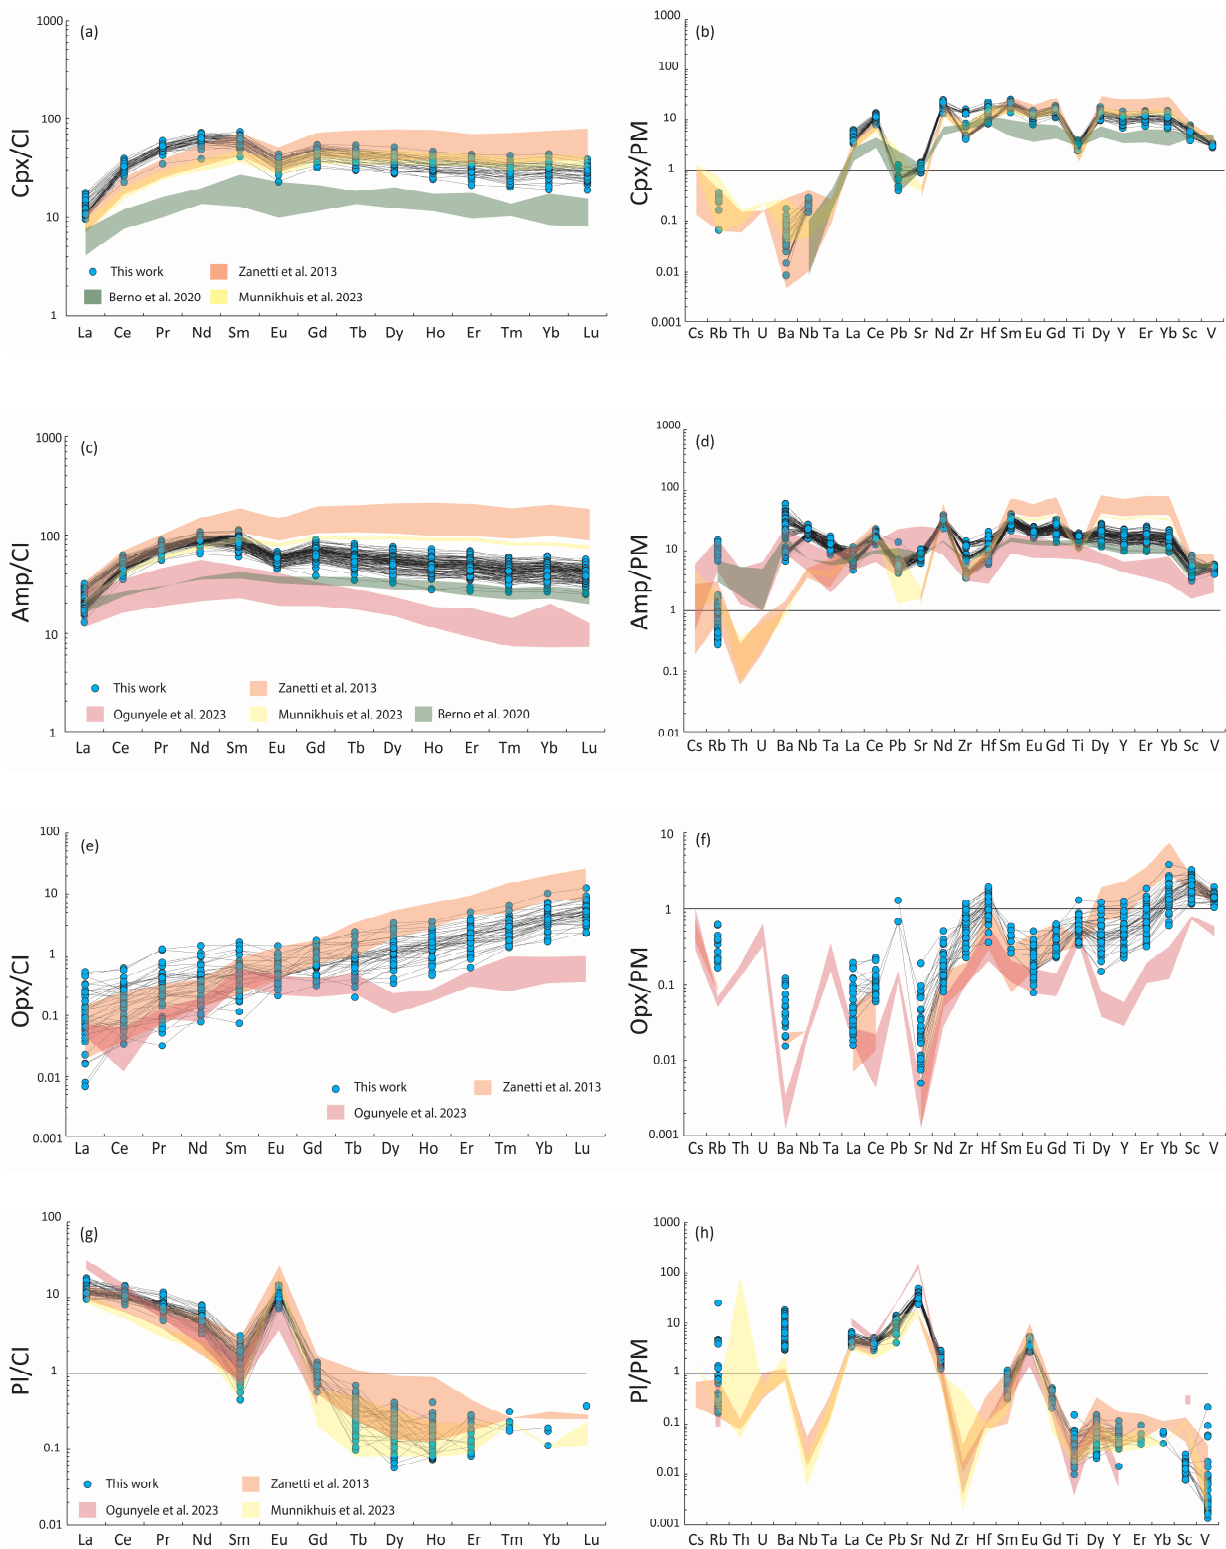 (a)
1000
100
10
1
Cpx/CI
This work
Zanetti et al. 2013
Berno et al. 2020
Munnikhuis et al. 2023
La Ce Pr Nd Sm Eu Gd Tb Dy Ho Er Tm Yb Lu
(b)
1000
100
10
1
0.1
0.01
0.001
Cpx/PM
Cs Rb Th U Ba Nb Ta La Ce Pb Sr Nd Zr Hf Sm Eu Gd Ti Dy Y Er Yb Sc V
(c)
1000
100
10
1
Amp/CI
This work
Zanetti et al. 2013
Ogunyele et al. 2023
Munnikhuis et al. 2023
Berno et al. 2020
La Ce Pr Nd Sm Eu Gd Tb Dy Ho Er Tm Yb Lu
(d)
1000
100
10
1
0.1
0.01
Amp/PM
Cs Rb Th U Ba Nb Ta La Ce Pb Sr Nd Zr Hf Sm Eu Gd Ti Dy Y Er Yb Sc V
(e)
100
10
1
0.1
0.01
0.001
Opx/CI
This work
Zanetti et al. 2013
Ogunyele et al. 2023
La Ce Pr Nd Sm Eu Gd Tb Dy Ho Er Tm Yb Lu
(f)
10
1
0.1
0.01
0.001
Opx/PM
Cs Rb Th U Ba Nb Ta La Ce Pb Sr Nd Zr Hf Sm Eu Gd Ti Dy Y Er Yb Sc V
(g)
100
10
1
0.1
0.01
Pl/CI
This work
Zanetti et al. 2013
Ogunyele et al. 2023
Munnikhuis et al. 2023
La Ce Pr Nd Sm Eu Gd Tb Dy Ho Er Tm Yb Lu
(h)
1000
100
10
1
0.1
0.01
0.001
Pl/PM
Cs Rb Th U Ba Nb Ta La Ce Pb Sr Nd Zr Hf Sm Eu Gd Ti Dy Y Er Yb Sc V